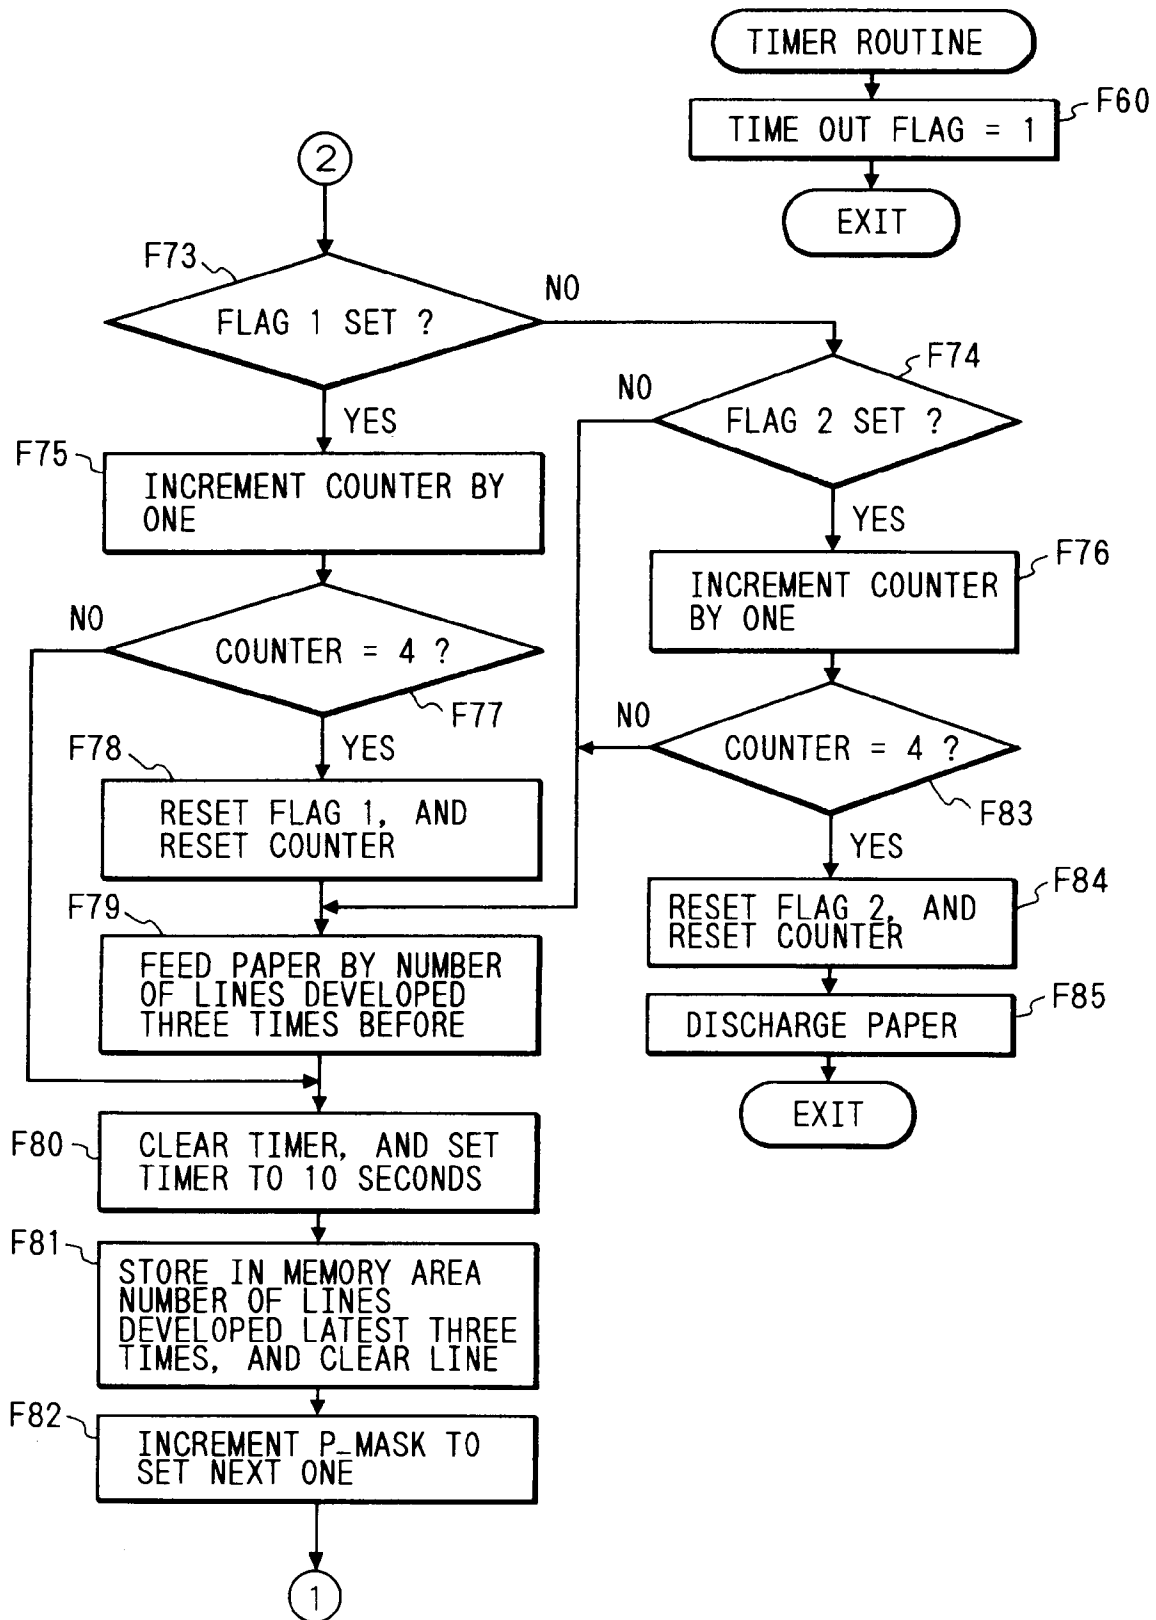 TIMER ROUTINE
F60
TIME OUT FLAG = 1
EXIT
2
F73
FLAG 1 SET ?
NO
YES
F74
FLAG 2 SET ?
NO
YES
F75
INCREMENT COUNTER BY
ONE
F76
INCREMENT COUNTER
BY ONE
NO
COUNTER = 4 ?
F77
YES
NO
COUNTER = 4 ?
F83
YES
F78
RESET FLAG 1, AND
RESET COUNTER
F84
RESET FLAG 2, AND
RESET COUNTER
F79
FEED PAPER BY NUMBER
OF LINES DEVELOPED
THREE TIMES BEFORE
F85
DISCHARGE PAPER
EXIT
F80
CLEAR TIMER, AND SET
TIMER TO 10 SECONDS
F81
STORE IN MEMORY AREA
NUMBER OF LINES
DEVELOPED LATEST THREE
TIMES, AND CLEAR LINE
F82
INCREMENT P_MASK TO
SET NEXT ONE
1